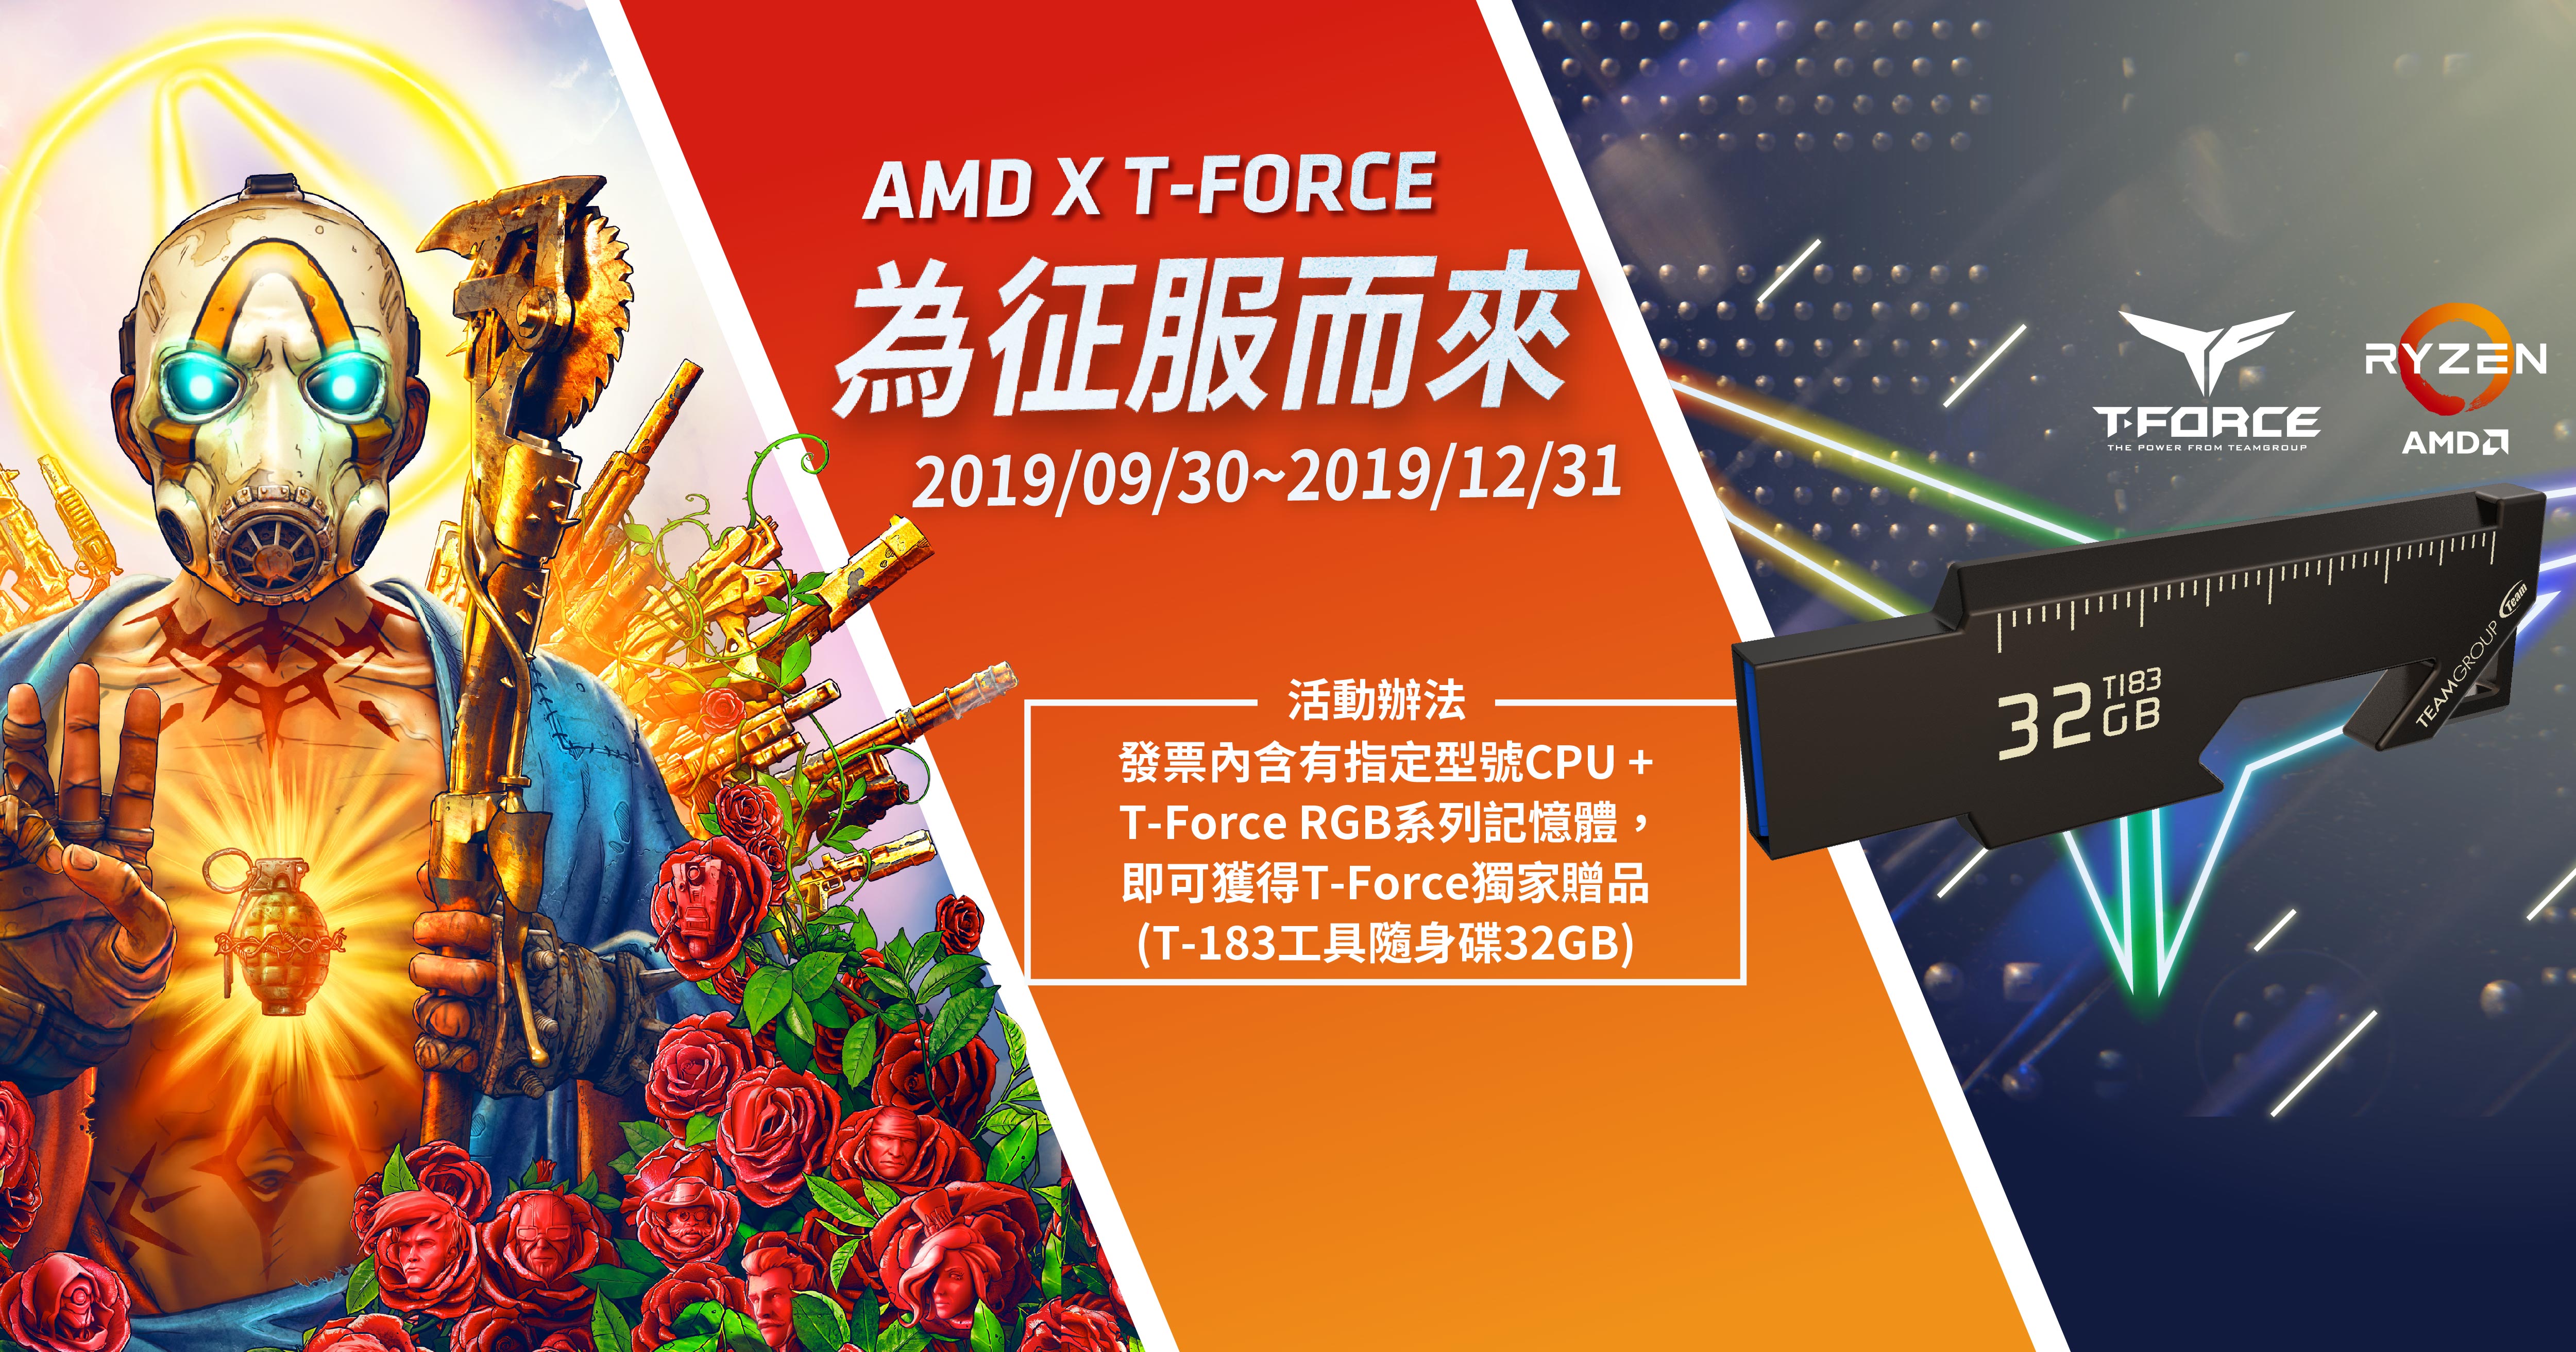 AMD X T-FORCE
為征服而來
2019/09/30~2019/12/31
T-FORCE
THE POWER FROM TEAMGROUP
RYZEN
AMD
32GB
T183
TEAMGROUP Team
活動辦法
發票內含有指定型號CPU +
T-Force RGB系列記憶體，
即可獲得T-Force獨家贈品
(T-183工具隨身碟32GB)